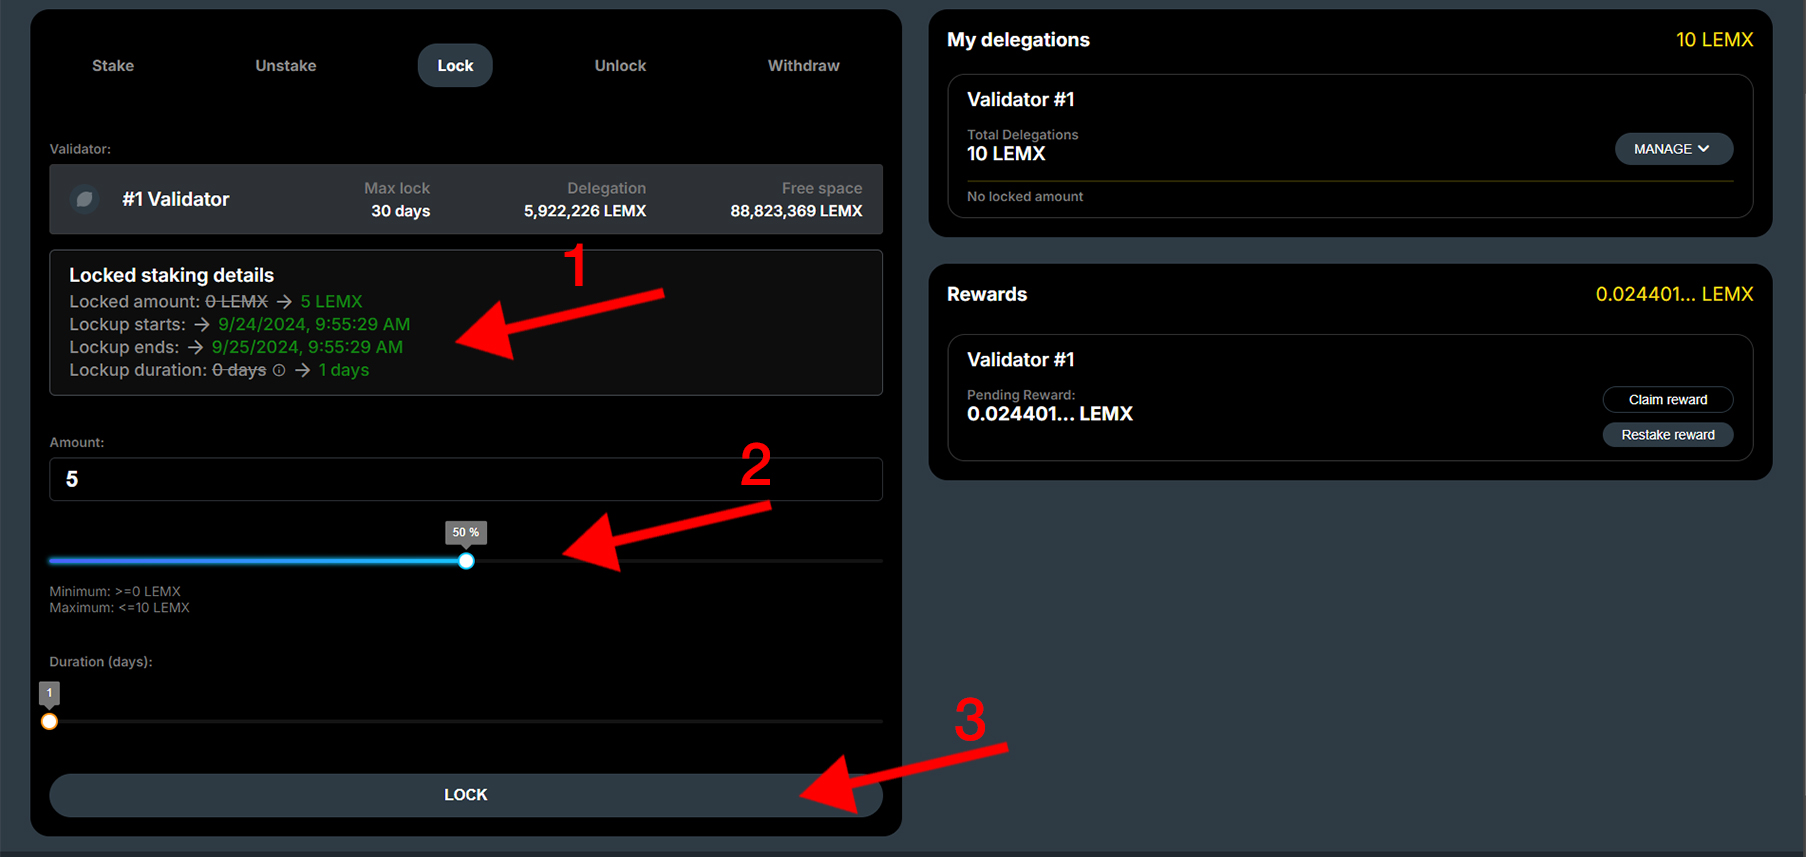 Stake Unstake Lock Unlock Withdraw
Validator:
#1 Validator
Max lock
30 days
Delegation
5,922,226 LEMX
Free space
88,823,369 LEMX
1
Locked staking details
Locked amount: 0 LEMX → 5 LEMX
Lockup starts: → 9/24/2024, 9:55:29 AM
Lockup ends: → 9/25/2024, 9:55:29 AM
Lockup duration: 0 days ⓘ → 1 days
Amount:
5
2
50 %
Minimum: >=0 LEMX
Maximum: <=10 LEMX
Duration (days):
1
3
LOCK
My delegations 10 LEMX
Validator #1
Total Delegations
10 LEMX
MANAGE
No locked amount
Rewards 0.024401... LEMX
Validator #1
Pending Reward:
0.024401... LEMX
Claim reward
Restake reward